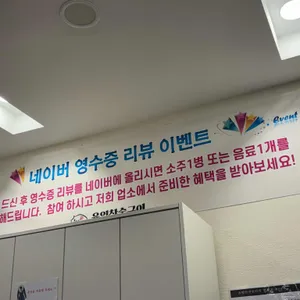 네이버 영수증 리뷰 이벤트
Event
드신 후 영수증 리뷰를 네이버에 올리시면 소주1병 또는 음료1개를
해드립니다. 참여 하시고 저희 업소에서 준비한 혜택을 받아보세요!